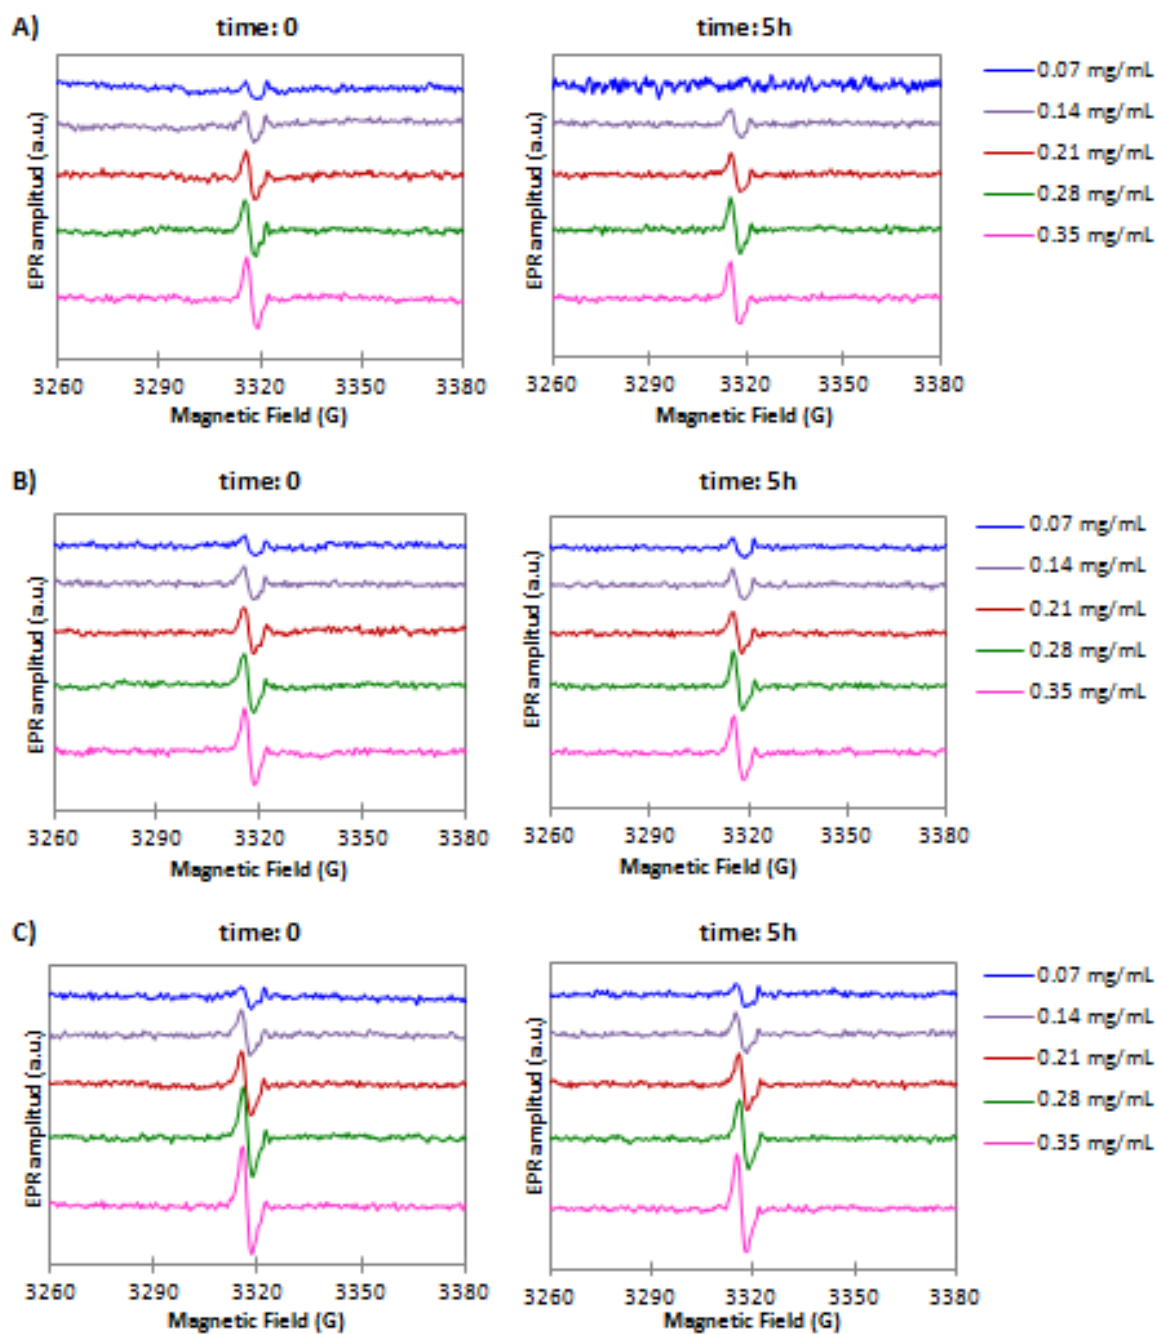 A)
time: 0
time: 5h
EPR amplitud (a.u.)
EPR amplitud (a.u.)
0.07 mg/mL
0.14 mg/mL
0.21 mg/mL
0.28 mg/mL
0.35 mg/mL
3260 3290 3320 3350 3380
3260 3290 3320 3350 3380
Magnetic Field (G)
Magnetic Field (G)
B)
time: 0
time: 5h
EPR amplitud (a.u.)
EPR amplitud (a.u.)
0.07 mg/mL
0.14 mg/mL
0.21 mg/mL
0.28 mg/mL
0.35 mg/mL
3260 3290 3320 3350 3380
3260 3290 3320 3350 3380
Magnetic Field (G)
Magnetic Field (G)
C)
time: 0
time: 5h
EPR amplitud (a.u.)
EPR amplitud (a.u.)
0.07 mg/mL
0.14 mg/mL
0.21 mg/mL
0.28 mg/mL
0.35 mg/mL
3260 3290 3320 3350 3380
3260 3290 3320 3350 3380
Magnetic Field (G)
Magnetic Field (G)